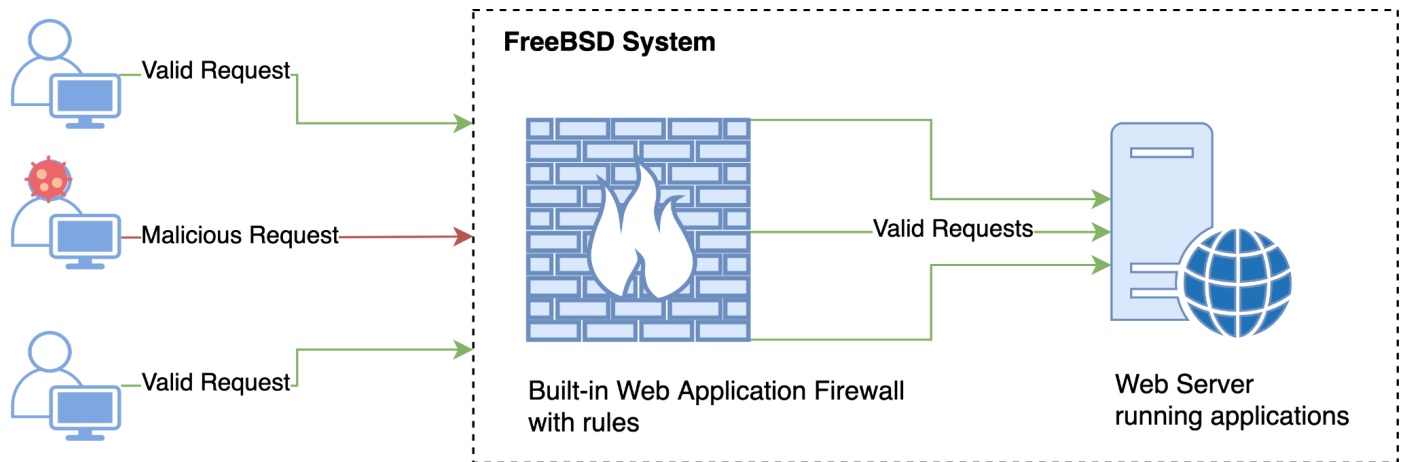 FreeBSD System
Valid Request
Malicious Request
Valid Request
Valid Requests
Built-in Web Application Firewall
with rules
Web Server
running applications